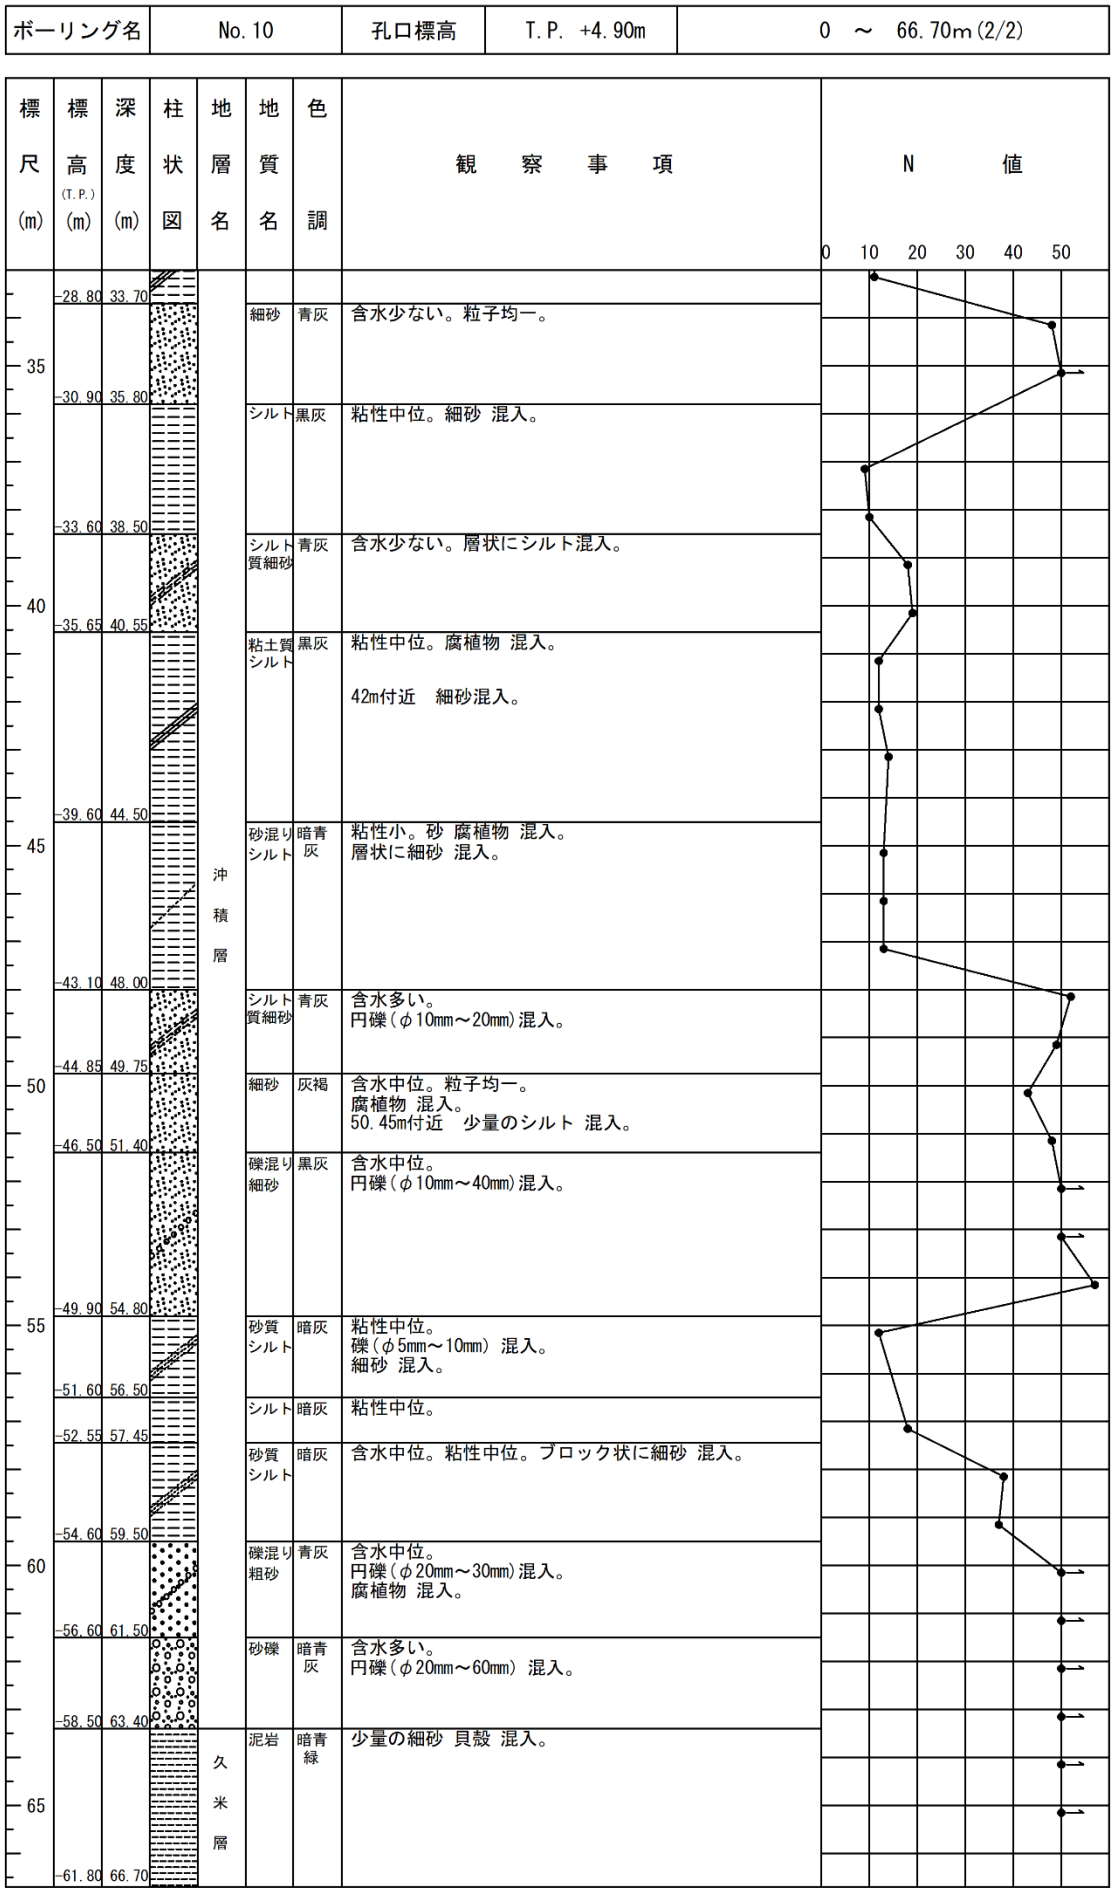 ボーリング名 No.10 孔口標高 T.P. +4.90m 0 ～ 66.70m(2/2)
標尺(m) 標高(T.P.)(m) 深度(m) 柱状図 地層名 地質名 色調 観察事項 N値
0 10 20 30 40 50
-28.80 33.70
細砂 青灰 含水少ない。粒子均一。
35
-30.90 35.80
シルト 黒灰 粘性中位。細砂 混入。
-33.60 38.50
シルト質細砂 青灰 含水少ない。層状にシルト混入。
40
-35.65 40.55
粘土質シルト 黒灰 粘性中位。腐植物 混入。
42m付近 細砂混入。
-39.60 44.50
砂混りシルト 暗青灰 粘性小。砂 腐植物 混入。
層状に細砂 混入。
45
沖積層
-43.10 48.00
シルト質細砂 青灰 含水多い。
円礫(φ10mm～20mm)混入。
-44.85 49.75
50
細砂 灰褐 含水中位。粒子均一。
腐植物 混入。
50.45m付近 少量のシルト 混入。
-46.50 51.40
礫混り細砂 黒灰 含水中位。
円礫(φ10mm～40mm)混入。
-49.90 54.80
55
砂質シルト 暗灰 粘性中位。
礫(φ5mm～10mm) 混入。
細砂 混入。
-51.60 56.50
シルト 暗灰 粘性中位。
-52.55 57.45
砂質シルト 暗灰 含水中位。粘性中位。ブロック状に細砂 混入。
-54.60 59.50
60
礫混り粗砂 青灰 含水中位。
円礫(φ20mm～30mm)混入。
腐植物 混入。
-56.60 61.50
砂礫 暗青灰 含水多い。
円礫(φ20mm～60mm) 混入。
-58.50 63.40
泥岩 暗青緑 少量の細砂 貝殻 混入。
久米層
65
-61.80 66.70